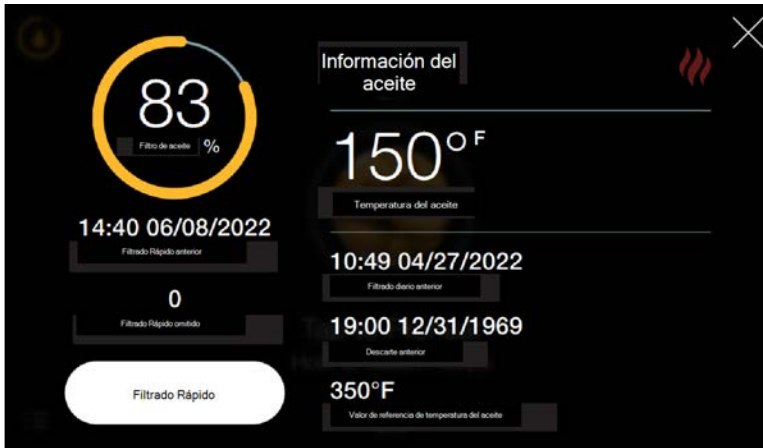 83
Filtro de aceite %
14:40 06/08/2022
Filtrado Rápido anterior
0
Filtrado Rápido omitido
Filtrado Rápido
Información del
aceite
150°F
Temperatura del aceite
10:49 04/27/2022
Filtrado diario anterior
19:00 12/31/1969
Descarte anterior
350°F
Valor de referencia de temperatura del aceite